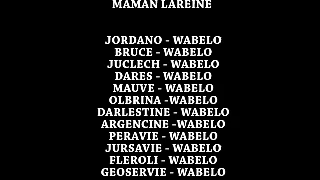 MAMAN LAREINE
JORDANO - WABELO
BRUCE - WABELO
JUCLECH - WABELO
DARES - WABELO
MAUVE - WABELO
OLBRINA -WABELO
DARLESTINE - WABELO
ARGENCINE -WABELO
PERAVIE - WABELO
JURSAVIE - WABELO
FLEROLI - WABELO
GEOSERVIE - WABELO